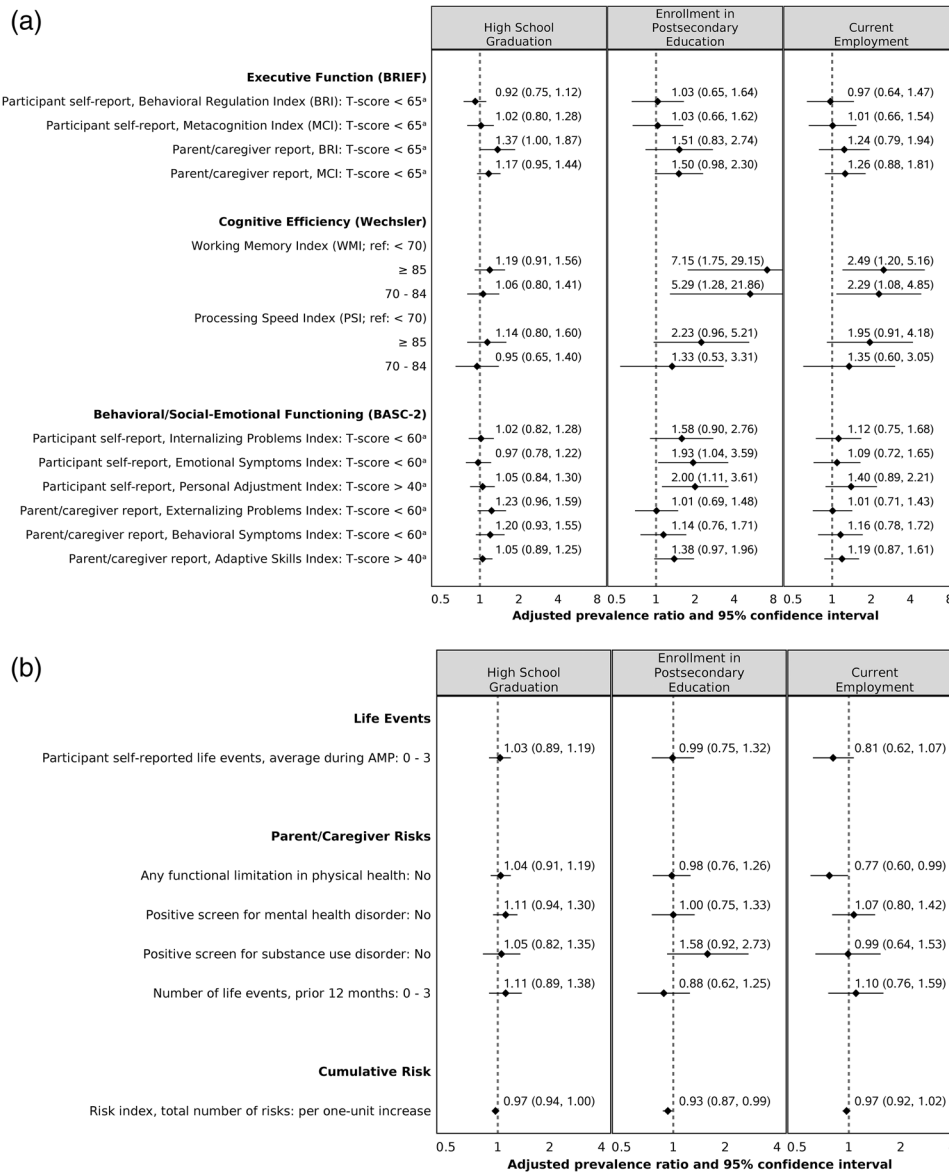 (a)
High School
Graduation
Enrollment in
Postsecondary
Education
Current
Employment
Executive Function (BRIEF)
Participant self-report, Behavioral Regulation Index (BRI): T-score < 65ᵃ 0.92 (0.75, 1.12) 1.03 (0.65, 1.64) 0.97 (0.64, 1.47)
Participant self-report, Metacognition Index (MCI): T-score < 65ᵃ 1.02 (0.80, 1.28) 1.03 (0.66, 1.62) 1.01 (0.66, 1.54)
Parent/caregiver report, BRI: T-score < 65ᵃ 1.37 (1.00, 1.87) 1.51 (0.83, 2.74) 1.24 (0.79, 1.94)
Parent/caregiver report, MCI: T-score < 65ᵃ 1.17 (0.95, 1.44) 1.50 (0.98, 2.30) 1.26 (0.88, 1.81)
Cognitive Efficiency (Wechsler)
Working Memory Index (WMI; ref: < 70)
≥ 85 1.19 (0.91, 1.56) 7.15 (1.75, 29.15) 2.49 (1.20, 5.16)
70 - 84 1.06 (0.80, 1.41) 5.29 (1.28, 21.86) 2.29 (1.08, 4.85)
Processing Speed Index (PSI; ref: < 70)
≥ 85 1.14 (0.80, 1.60) 2.23 (0.96, 5.21) 1.95 (0.91, 4.18)
70 - 84 0.95 (0.65, 1.40) 1.33 (0.53, 3.31) 1.35 (0.60, 3.05)
Behavioral/Social-Emotional Functioning (BASC-2)
Participant self-report, Internalizing Problems Index: T-score < 60ᵃ 1.02 (0.82, 1.28) 1.58 (0.90, 2.76) 1.12 (0.75, 1.68)
Participant self-report, Emotional Symptoms Index: T-score < 60ᵃ 0.97 (0.78, 1.22) 1.93 (1.04, 3.59) 1.09 (0.72, 1.65)
Participant self-report, Personal Adjustment Index: T-score > 40ᵃ 1.05 (0.84, 1.30) 2.00 (1.11, 3.61) 1.40 (0.89, 2.21)
Parent/caregiver report, Externalizing Problems Index: T-score < 60ᵃ 1.23 (0.96, 1.59) 1.01 (0.69, 1.48) 1.01 (0.71, 1.43)
Parent/caregiver report, Behavioral Symptoms Index: T-score < 60ᵃ 1.20 (0.93, 1.55) 1.14 (0.76, 1.71) 1.16 (0.78, 1.72)
Parent/caregiver report, Adaptive Skills Index: T-score > 40ᵃ 1.05 (0.89, 1.25) 1.38 (0.97, 1.96) 1.19 (0.87, 1.61)
0.5 1 2 4 8 0.5 1 2 4 8 0.5 1 2 4 8
Adjusted prevalence ratio and 95% confidence interval
(b)
High School
Graduation
Enrollment in
Postsecondary
Education
Current
Employment
Life Events
Participant self-reported life events, average during AMP: 0 - 3 1.03 (0.89, 1.19) 0.99 (0.75, 1.32) 0.81 (0.62, 1.07)
Parent/Caregiver Risks
Any functional limitation in physical health: No 1.04 (0.91, 1.19) 0.98 (0.76, 1.26) 0.77 (0.60, 0.99)
Positive screen for mental health disorder: No 1.11 (0.94, 1.30) 1.00 (0.75, 1.33) 1.07 (0.80, 1.42)
Positive screen for substance use disorder: No 1.05 (0.82, 1.35) 1.58 (0.92, 2.73) 0.99 (0.64, 1.53)
Number of life events, prior 12 months: 0 - 3 1.11 (0.89, 1.38) 0.88 (0.62, 1.25) 1.10 (0.76, 1.59)
Cumulative Risk
Risk index, total number of risks: per one-unit increase 0.97 (0.94, 1.00) 0.93 (0.87, 0.99) 0.97 (0.92, 1.02)
0.5 1 2 4 0.5 1 2 4 0.5 1 2 4
Adjusted prevalence ratio and 95% confidence interval